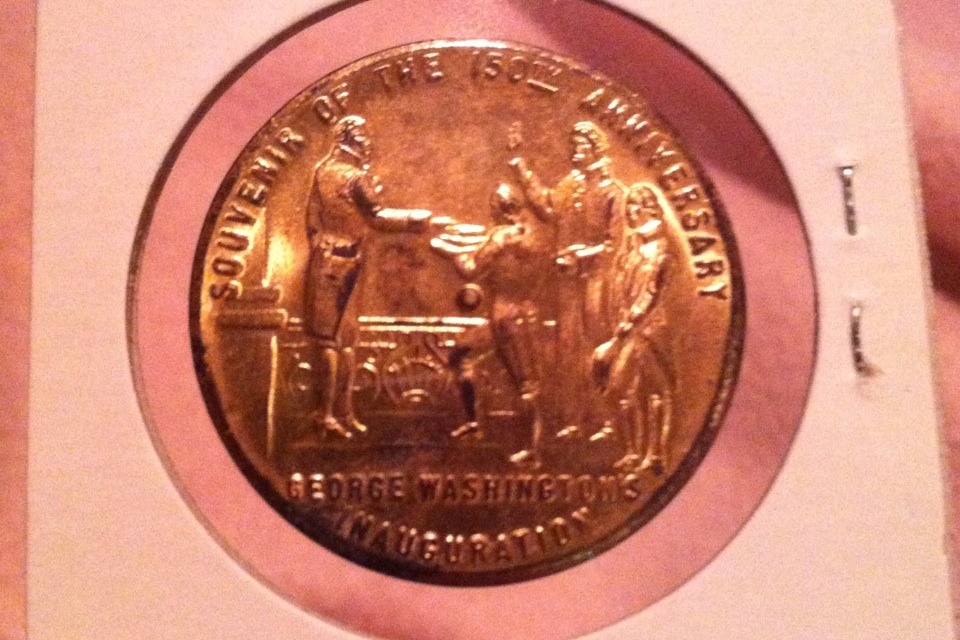 SOUVENIR OF THE 150TH ANNIVERSARY
GEORGE WASHINGTON'S
INAUGURATION